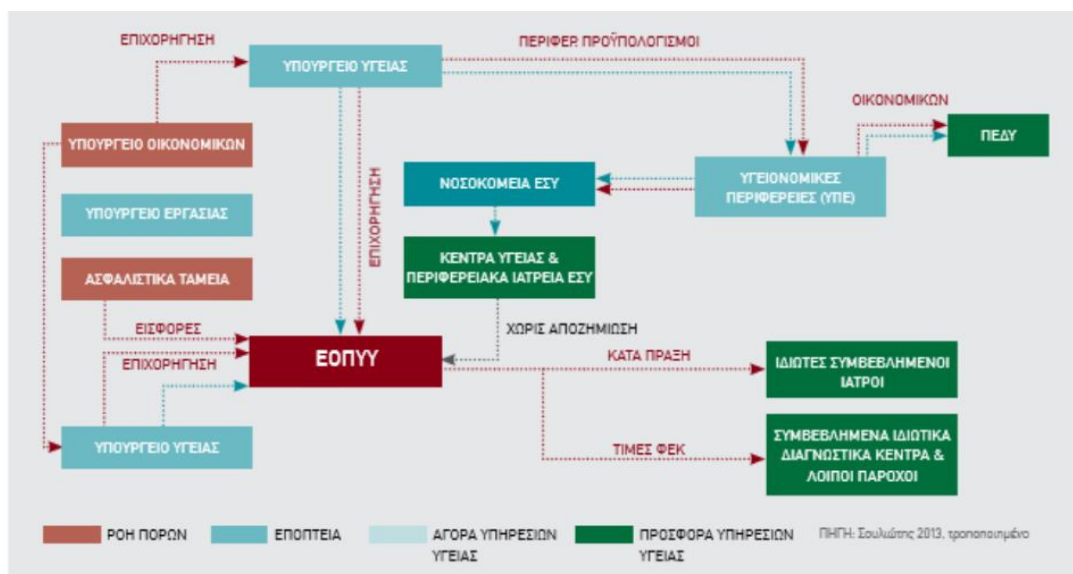 ΕΠΙΧΟΡΗΓΗΣΗ
ΠΕΡΙΦΕΡ. ΠΡΟΫΠΟΛΟΓΙΣΜΟΙ
ΥΠΟΥΡΓΕΙΟ ΥΓΕΙΑΣ
ΟΙΚΟΝΟΜΙΚΩΝ
ΥΠΟΥΡΓΕΙΟ ΟΙΚΟΝΟΜΙΚΩΝ
ΠΕΔΥ
ΕΠΙΧΟΡΗΓΗΣΗ
ΝΟΣΟΚΟΜΕΙΑ ΕΣΥ
ΥΓΕΙΟΝΟΜΙΚΕΣ
ΠΕΡΙΦΕΡΕΙΕΣ (ΥΠΕ)
ΥΠΟΥΡΓΕΙΟ ΕΡΓΑΣΙΑΣ
ΚΕΝΤΡΑ ΥΓΕΙΑΣ &
ΠΕΡΙΦΕΡΕΙΑΚΑ ΙΑΤΡΕΙΑ ΕΣΥ
ΑΣΦΑΛΙΣΤΙΚΑ ΤΑΜΕΙΑ
ΕΙΣΦΟΡΕΣ
ΧΩΡΙΣ ΑΠΟΖΗΜΙΩΣΗ
ΕΠΙΧΟΡΗΓΗΣΗ
ΕΟΠΥΥ
ΚΑΤΑ ΠΡΑΞΗ
ΙΔΙΩΤΕΣ ΣΥΜΒΕΒΛΗΜΕΝΟΙ
ΙΑΤΡΟΙ
ΥΠΟΥΡΓΕΙΟ ΥΓΕΙΑΣ
ΤΙΜΕΣ ΦΕΚ
ΣΥΜΒΕΒΛΗΜΕΝΑ ΙΔΙΩΤΙΚΑ
ΔΙΑΓΝΩΣΤΙΚΑ ΚΕΝΤΡΑ &
ΛΟΙΠΟΙ ΠΑΡΟΧΟΙ
ΡΟΗ ΠΟΡΩΝ
ΕΠΟΠΤΕΙΑ
ΑΓΟΡΑ ΥΠΗΡΕΣΙΩΝ
ΥΓΕΙΑΣ
ΠΡΟΣΦΟΡΑ ΥΠΗΡΕΣΙΩΝ
ΥΓΕΙΑΣ
ΠΗΓΗ: Σουλιώτης 2013, τροποποιημένο